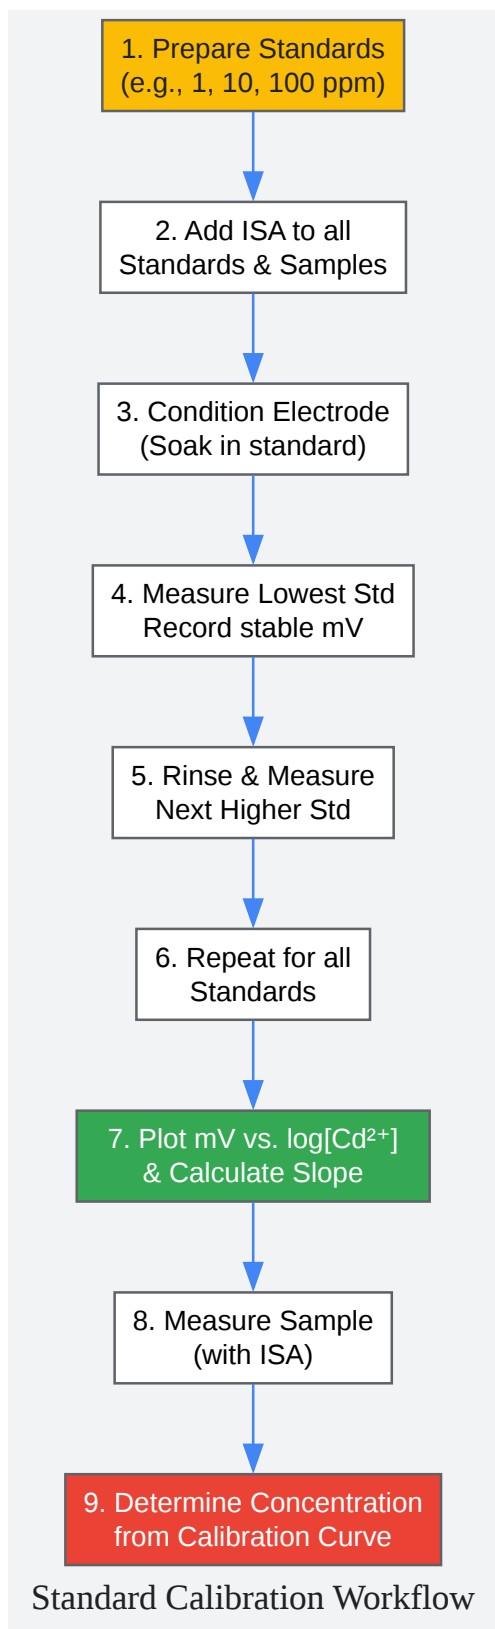 1. Prepare Standards
(e.g., 1, 10, 100 ppm)
2. Add ISA to all
Standards & Samples
3. Condition Electrode
(Soak in standard)
4. Measure Lowest Std
Record stable mV
5. Rinse & Measure
Next Higher Std
6. Repeat for all
Standards
7. Plot mV vs. log[Cd²⁺]
& Calculate Slope
8. Measure Sample
(with ISA)
9. Determine Concentration
from Calibration Curve
Standard Calibration Workflow